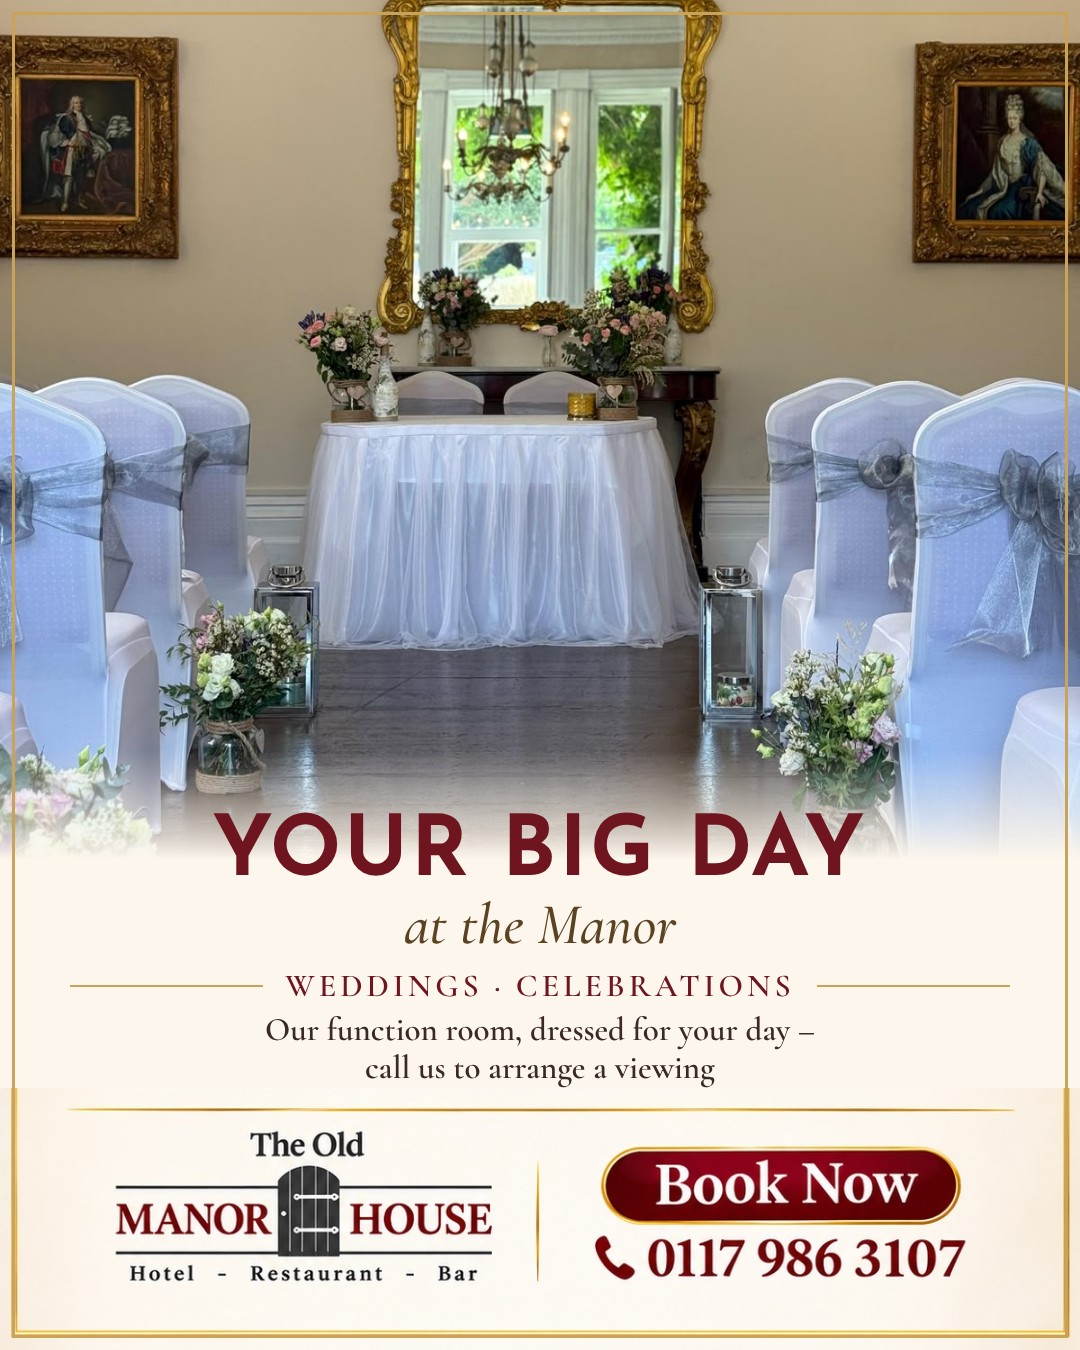 YOUR BIG DAY
at the Manor
WEDDINGS · CELEBRATIONS
Our function room, dressed for your day –
call us to arrange a viewing
The Old
MANOR HOUSE
Hotel - Restaurant - Bar
Book Now
0117 986 3107